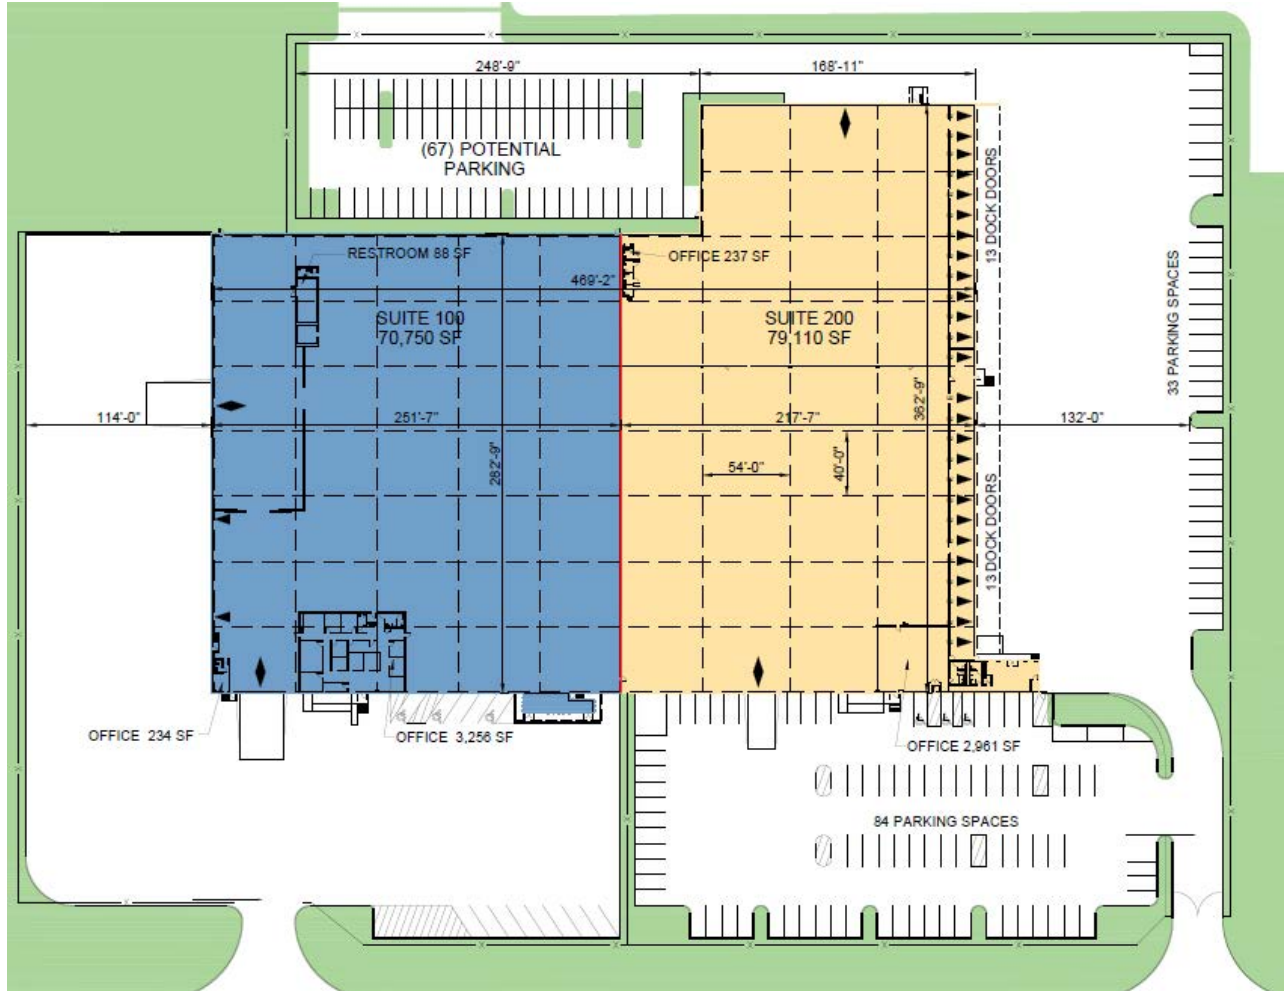 248'-9"
168'-11"
(67) POTENTIAL
PARKING
13 DOCK DOORS
RESTROOM 88 SF
OFFICE 237 SF
469'-2"
SUITE 100
70,750 SF
SUITE 200
79,110 SF
33 PARKING SPACES
362'-9"
114'-0"
251'-7"
217'-7"
132'-0"
282'-9"
54'-0"
40'-0"
13 DOCK DOORS
OFFICE 234 SF
OFFICE 3,256 SF
OFFICE 2,961 SF
84 PARKING SPACES